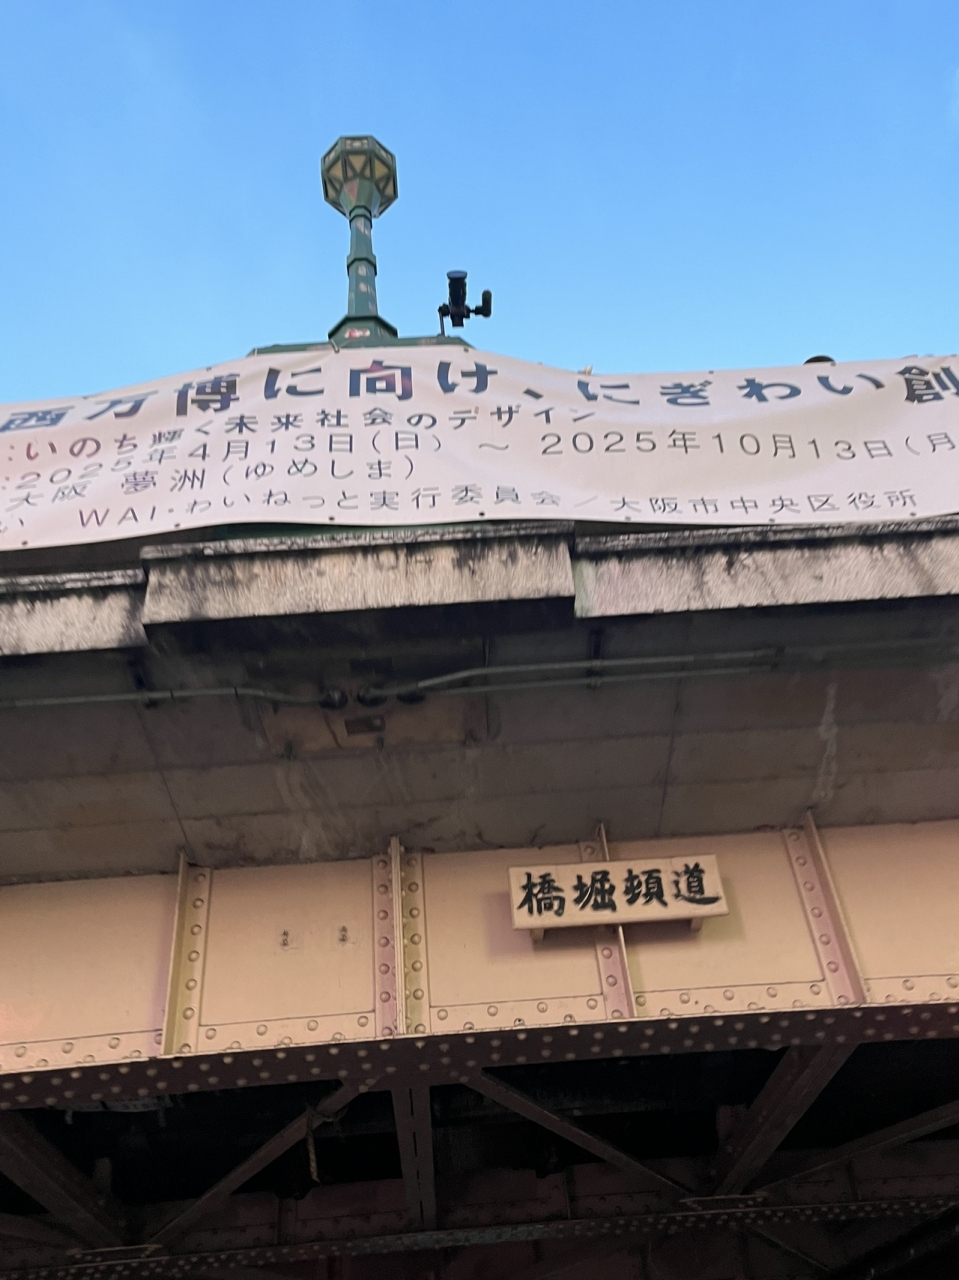 西万博に向け、にぎわい創
:いのち輝く未来社会のデザイン
:2025年4月13日(日) ~ 2025年10月13日(月
大阪 夢洲(ゆめしま)
WAI・わいねっと実行委員会/大阪市中央区役所
橋堀頓道